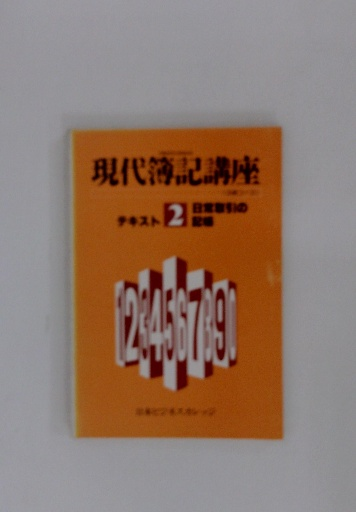 現代簿記講座
テキスト 2 日常取引の
記帳
1234567890
日本ビジネスカレッジ